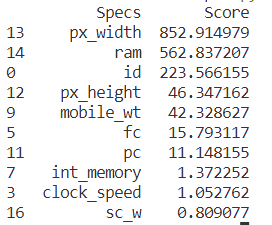 Specs Score
13 px_width 852.914979
14 ram 562.837207
0 id 223.566155
12 px_height 46.347162
9 mobile_wt 42.328627
5 fc 15.793117
11 pc 11.148155
7 int_memory 1.372252
3 clock_speed 1.052762
16 sc_w 0.809077